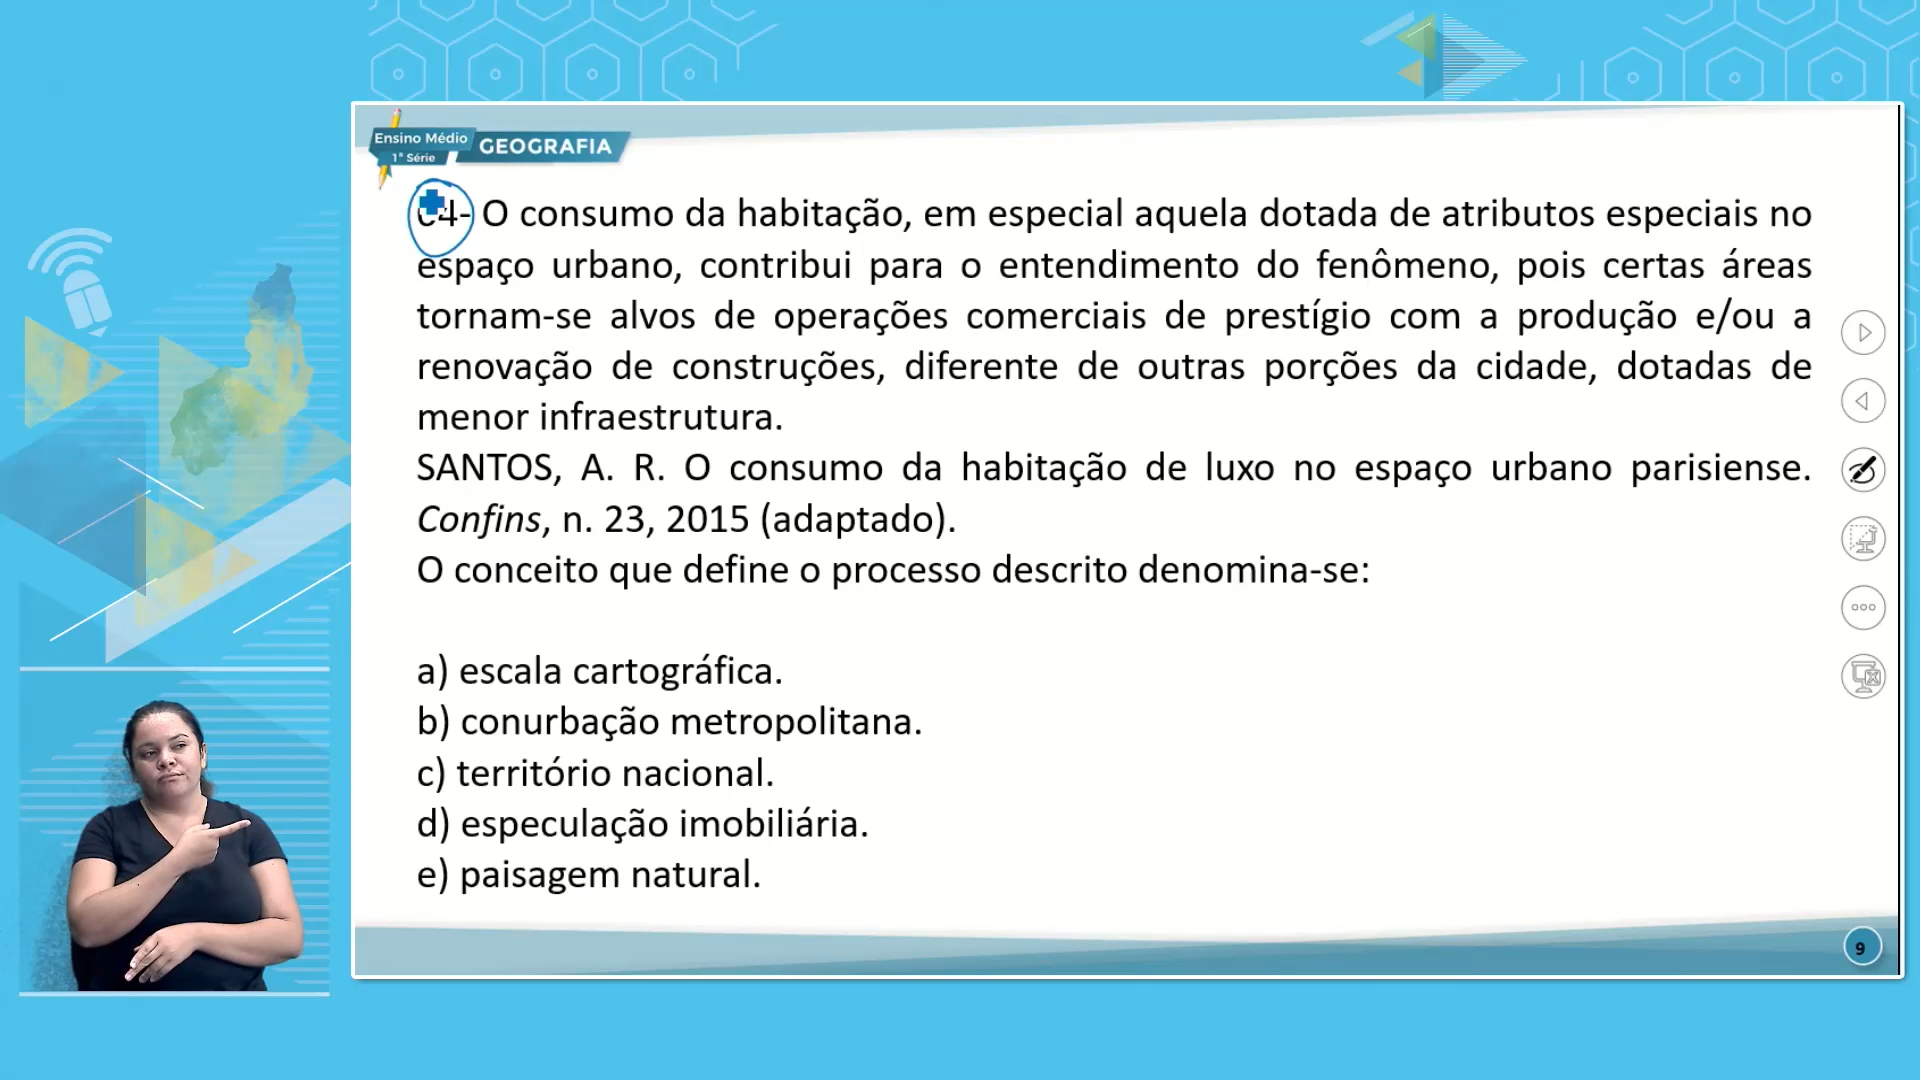 Ensino Médio
1ª Série
GEOGRAFIA
04- O consumo da habitação, em especial aquela dotada de atributos especiais no
espaço urbano, contribui para o entendimento do fenômeno, pois certas áreas
tornam-se alvos de operações comerciais de prestígio com a produção e/ou a
renovação de construções, diferente de outras porções da cidade, dotadas de
menor infraestrutura.
SANTOS, A. R. O consumo da habitação de luxo no espaço urbano parisiense.
Confins, n. 23, 2015 (adaptado).
O conceito que define o processo descrito denomina-se:
a) escala cartográfica.
b) conurbação metropolitana.
c) território nacional.
d) especulação imobiliária.
e) paisagem natural.
9